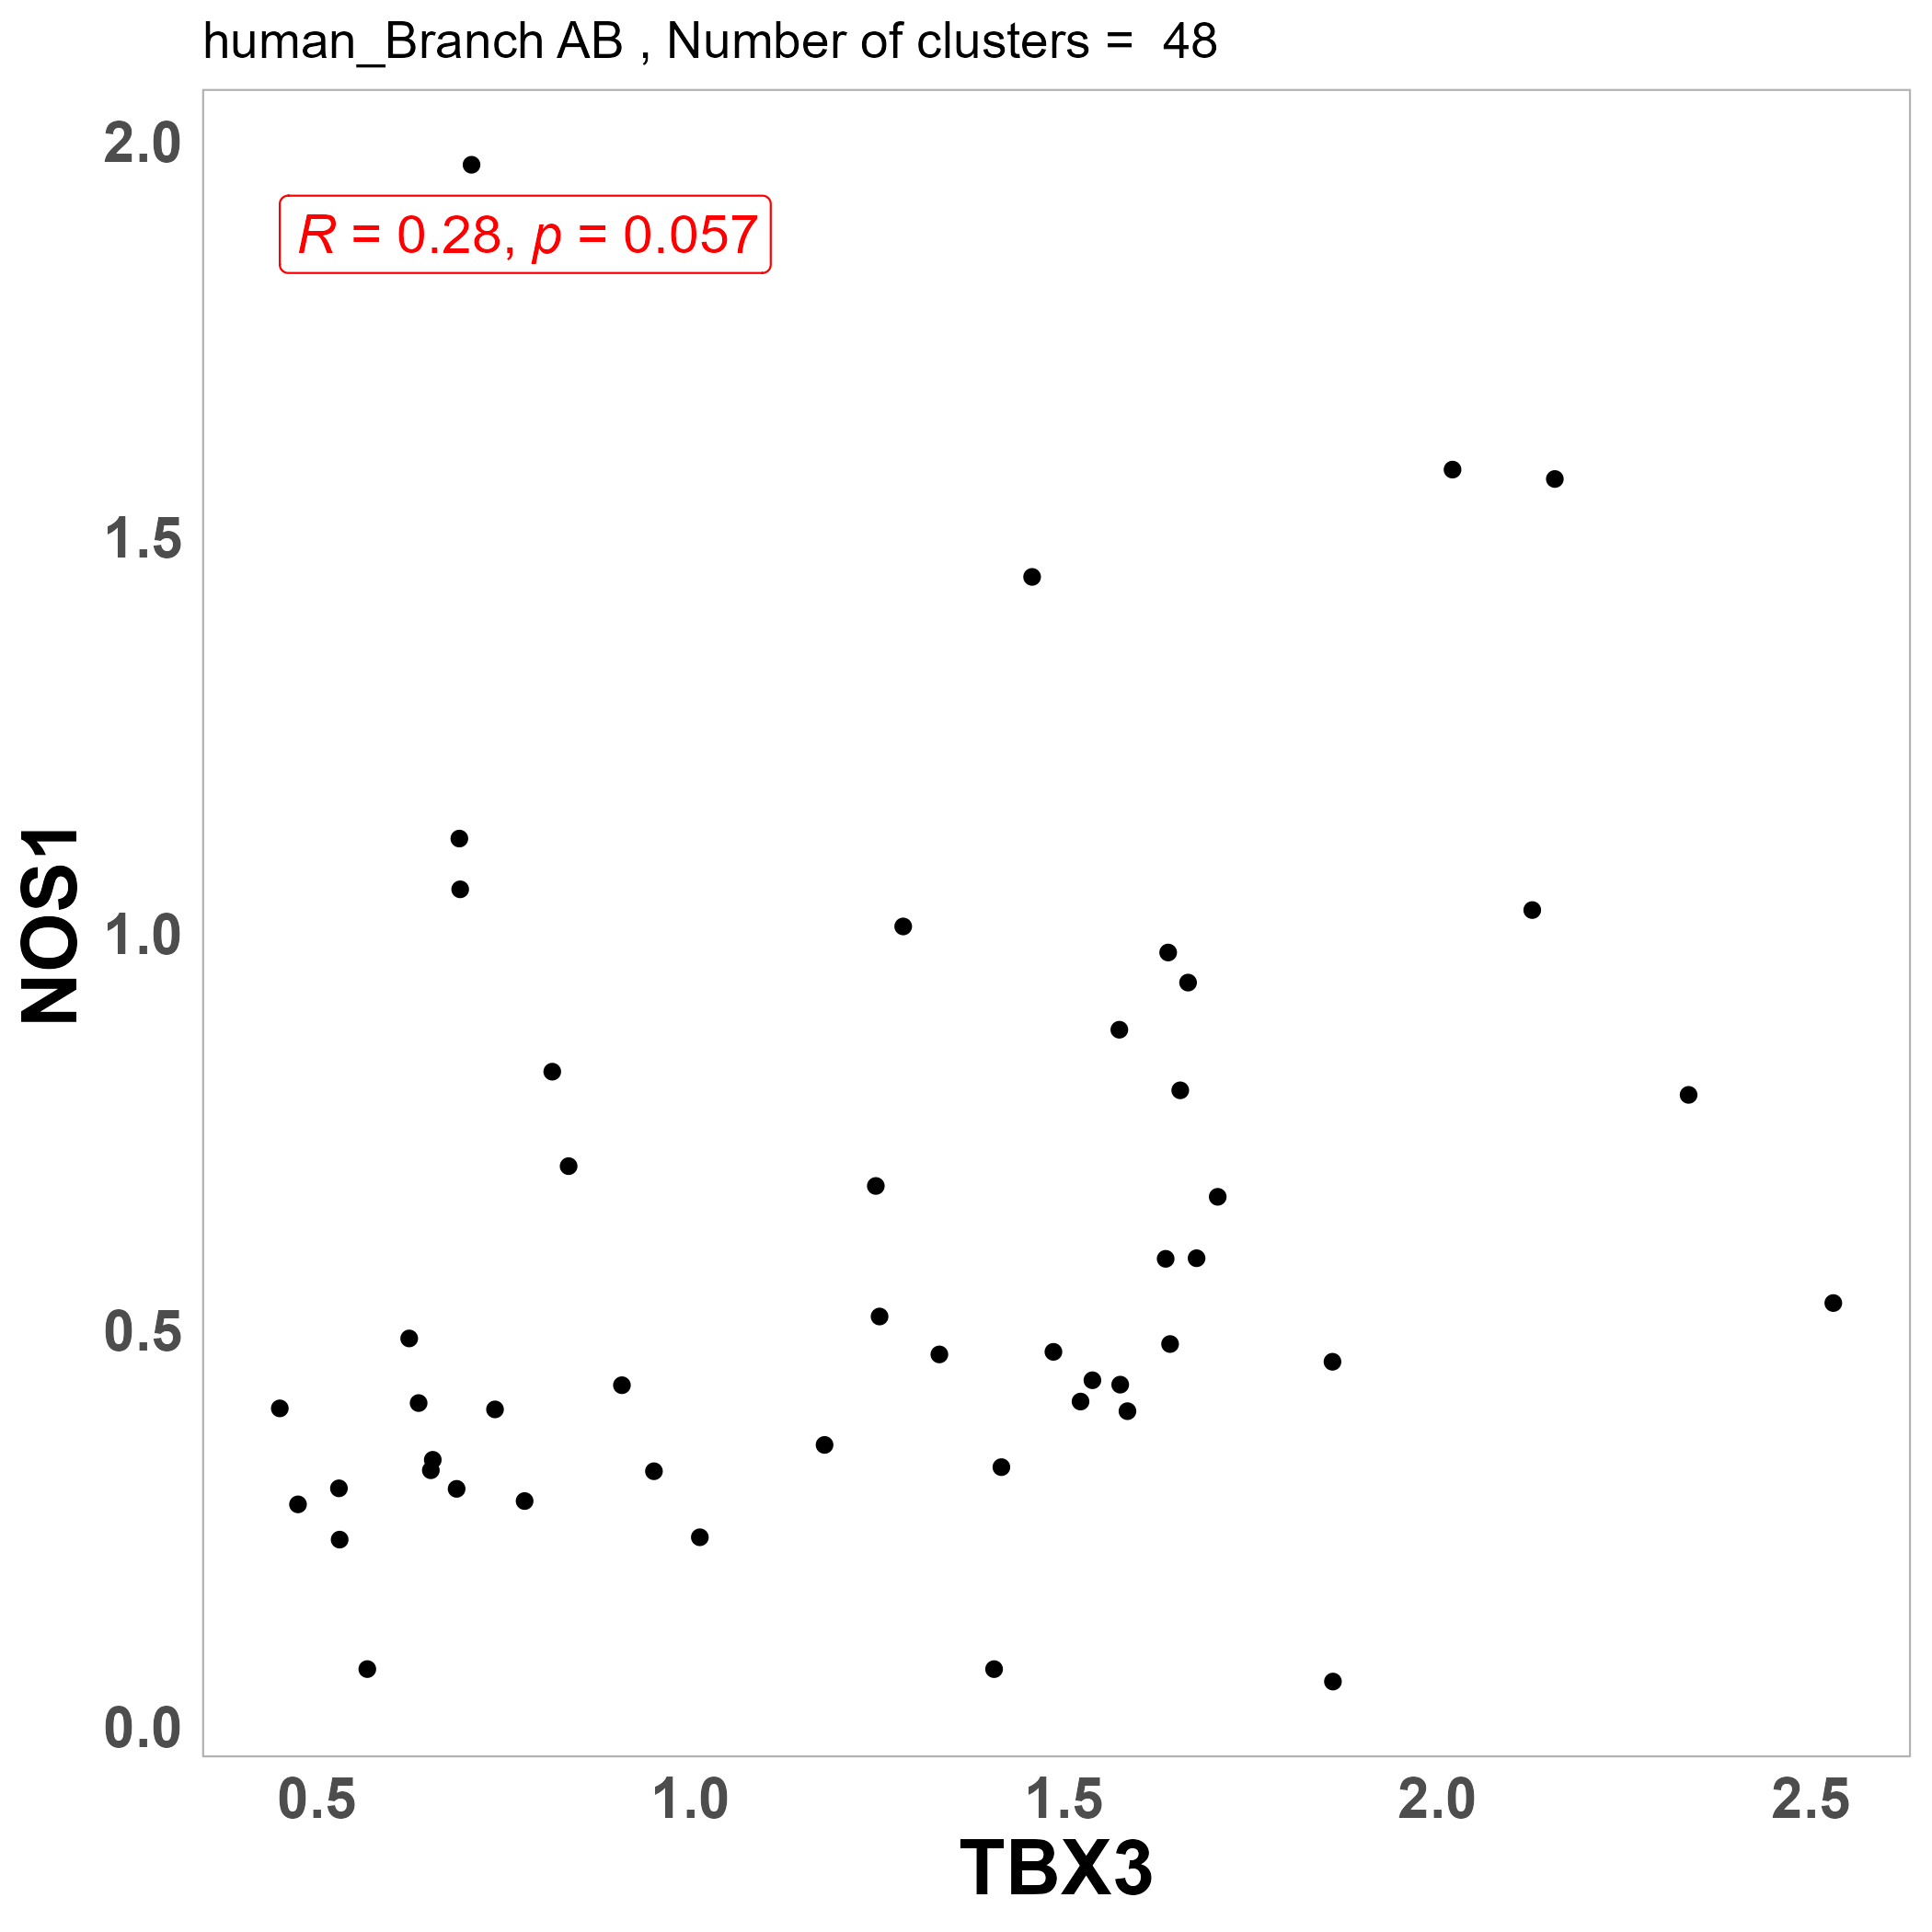 human_Branch AB , Number of clusters =  48
R = 0.28, p = 0.057
2.0
1.5
1.0
0.5
0.0
NOS1
0.5 1.0 1.5 2.0 2.5
TBX3